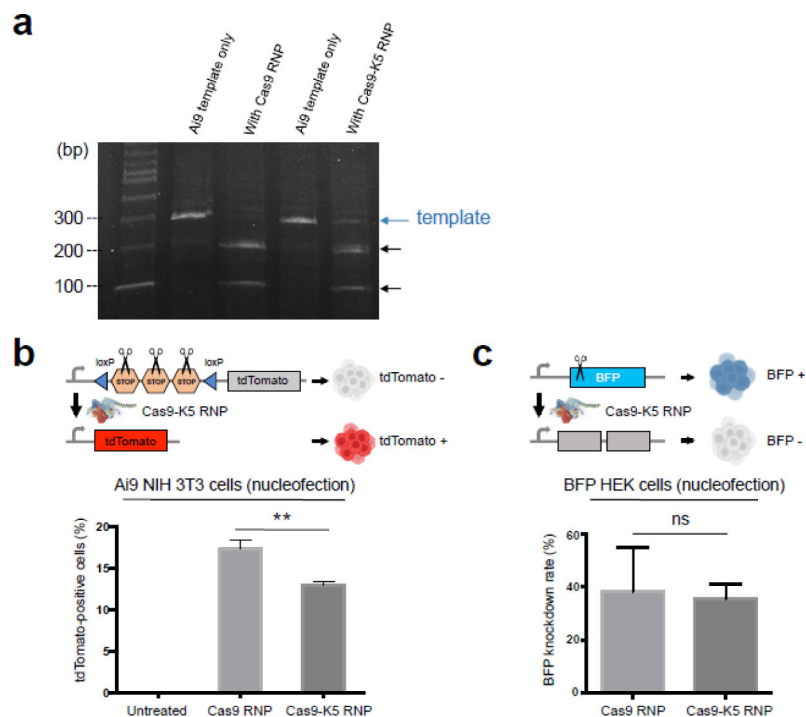 a
Ai9 template only
With Cas9 RNP
Ai9 template only
With Cas9-K5 RNP
(bp)
300
template
200
100
b
loxP
loxP
STOP
STOP
STOP
tdTomato
tdTomato -
Cas9-K5 RNP
tdTomato
tdTomato +
Ai9 NIH 3T3 cells (nucleofection)
**
tdTomato-positive cells (%)
20
15
10
5
0
Untreated
Cas9 RNP
Cas9-K5 RNP
c
BFP
BFP +
Cas9-K5 RNP
BFP -
BFP HEK cells (nucleofection)
ns
BFP knockdown rate (%)
60
40
20
0
Cas9 RNP
Cas9-K5 RNP